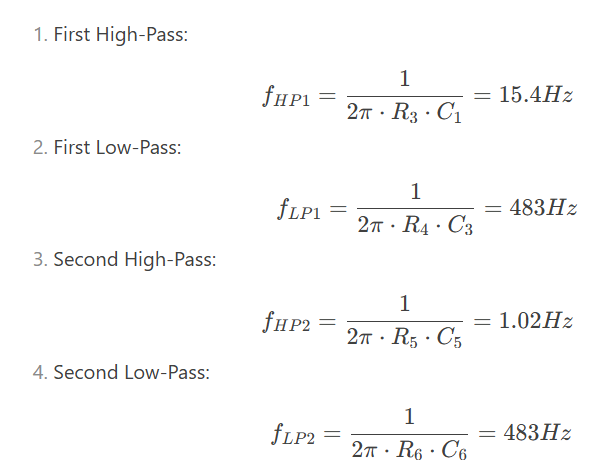 1. First High-Pass:
f_{HP1} = \frac{1}{2\pi \cdot R_3 \cdot C_1} = 15.4Hz
2. First Low-Pass:
f_{LP1} = \frac{1}{2\pi \cdot R_4 \cdot C_3} = 483Hz
3. Second High-Pass:
f_{HP2} = \frac{1}{2\pi \cdot R_5 \cdot C_5} = 1.02Hz
4. Second Low-Pass:
f_{LP2} = \frac{1}{2\pi \cdot R_6 \cdot C_6} = 483Hz